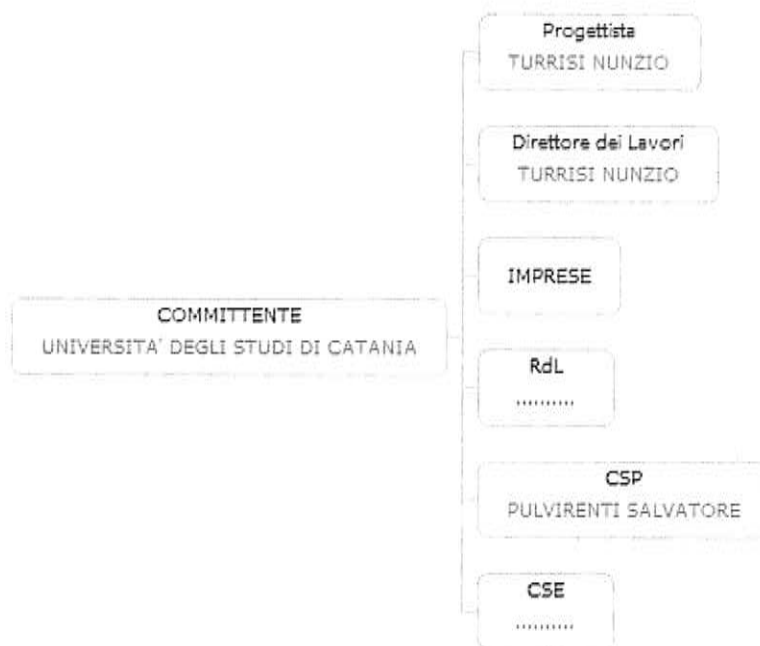 Progettista
TURRISI NUNZIO
Direttore dei Lavori
TURRISI NUNZIO
IMPRESE
COMMITTENTE
UNIVERSITA' DEGLI STUDI DI CATANIA
RdL
..........
CSP
PULVIRENTI SALVATORE
CSE
..........